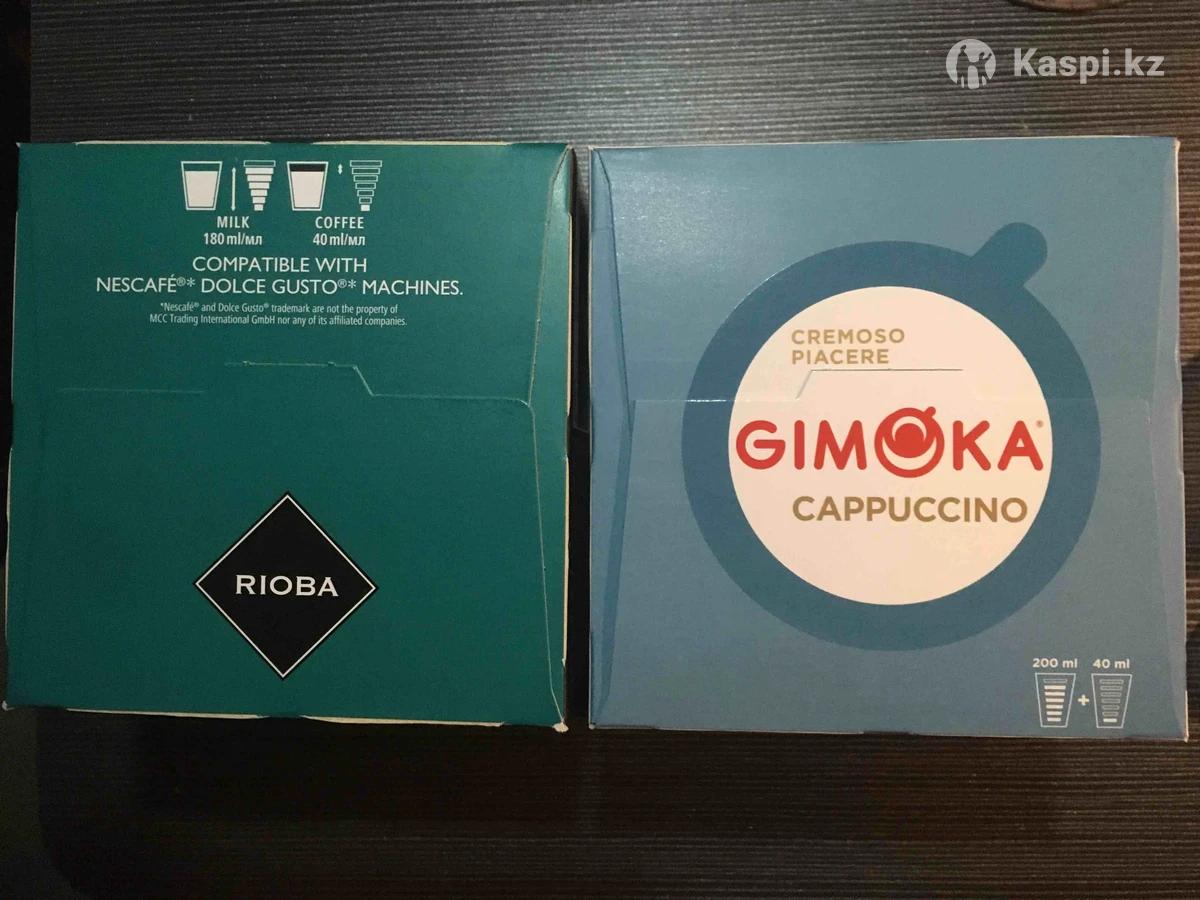 Kaspi.kz
MILK
180 ml/мл
COFFEE
40 ml/мл
COMPATIBLE WITH
NESCAFÉ®* DOLCE GUSTO®* MACHINES.
*Nescafé® and Dolce Gusto® trademark are not the property of
MCC Trading International GmbH nor any of its affiliated companies.
RIOBA
CREMOSO
PIACERE
GIMOKA®
CAPPUCCINO
200 ml + 40 ml